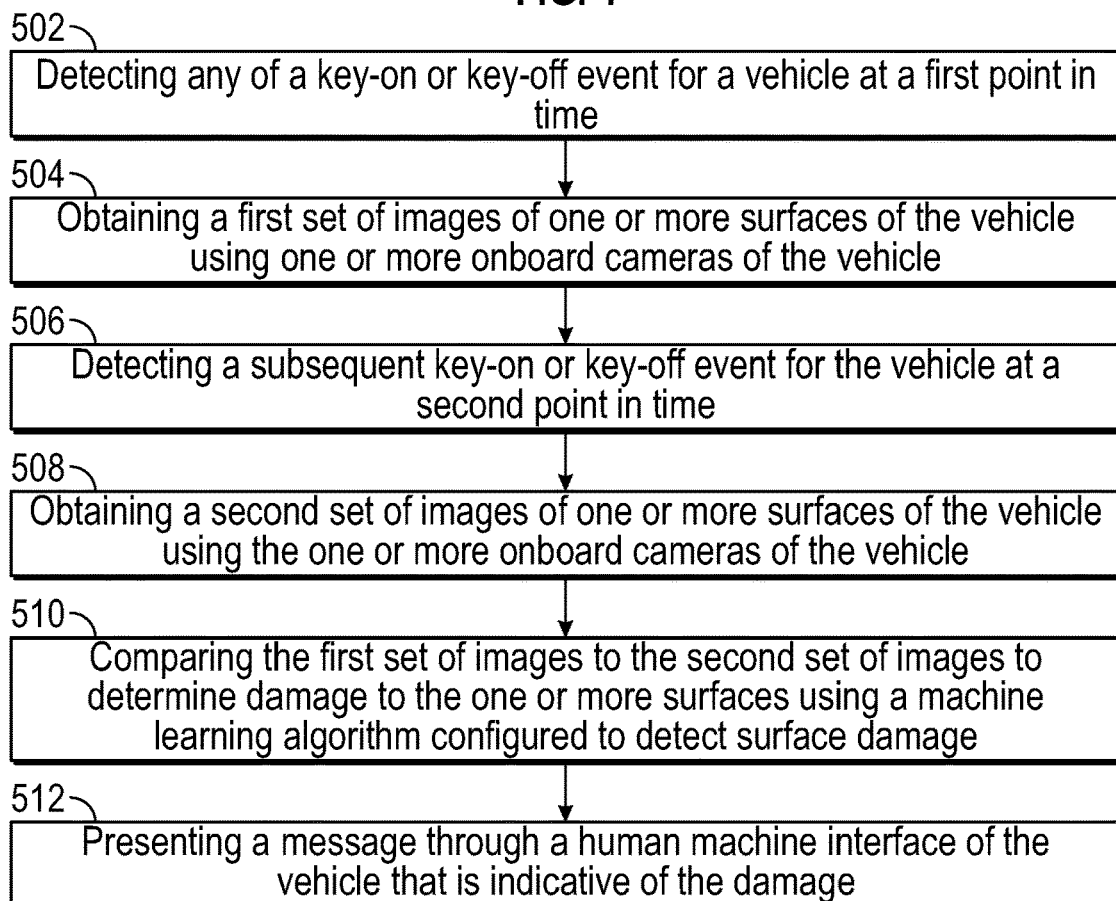 502
Detecting any of a key-on or key-off event for a vehicle at a first point in
time
504
Obtaining a first set of images of one or more surfaces of the vehicle
using one or more onboard cameras of the vehicle
506
Detecting a subsequent key-on or key-off event for the vehicle at a
second point in time
508
Obtaining a second set of images of one or more surfaces of the vehicle
using the one or more onboard cameras of the vehicle
510
Comparing the first set of images to the second set of images to
determine damage to the one or more surfaces using a machine
learning algorithm configured to detect surface damage
512
Presenting a message through a human machine interface of the
vehicle that is indicative of the damage